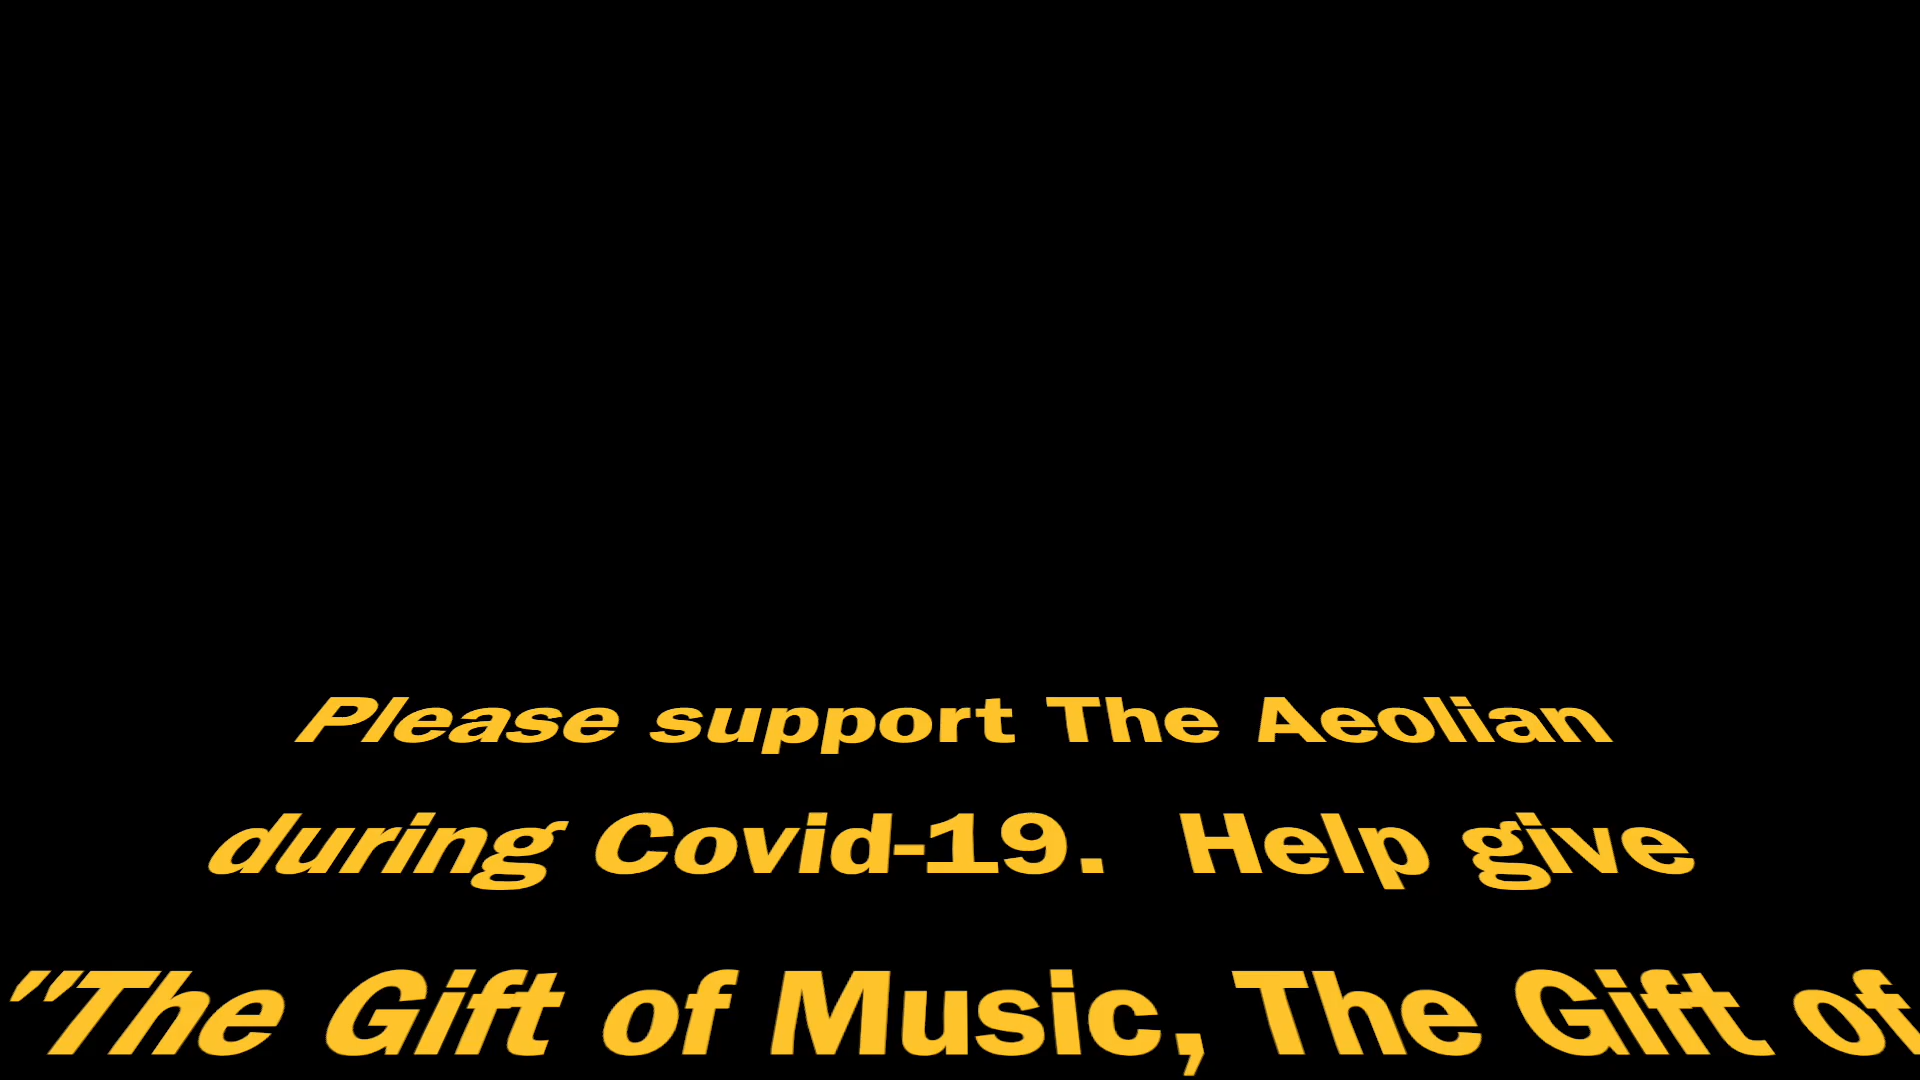 Please support The Aeolian
during Covid-19.  Help give
"The Gift of Music, The Gift of